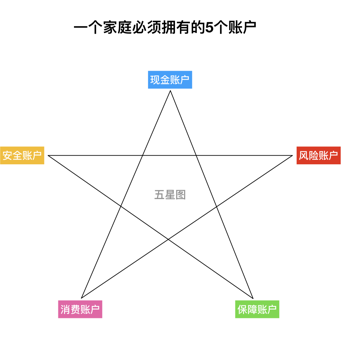 一个家庭必须拥有的5个账户
现金账户
安全账户
风险账户
五星图
消费账户
保障账户